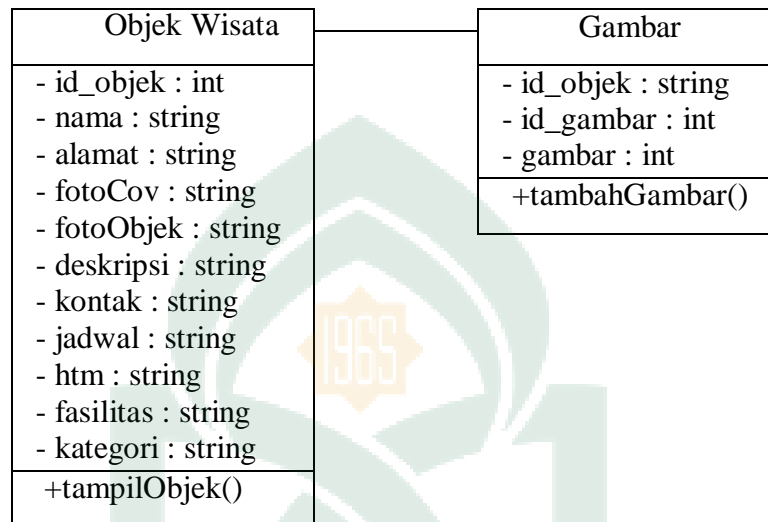 Objek Wisata
- id_objek : int
- nama : string
- alamat : string
- fotoCov : string
- fotoObjek : string
- deskripsi : string
- kontak : string
- jadwal : string
- htm : string
- fasilitas : string
- kategori : string
+tampilObjek()
Gambar
- id_objek : string
- id_gambar : int
- gambar : int
+tambahGambar()
1965